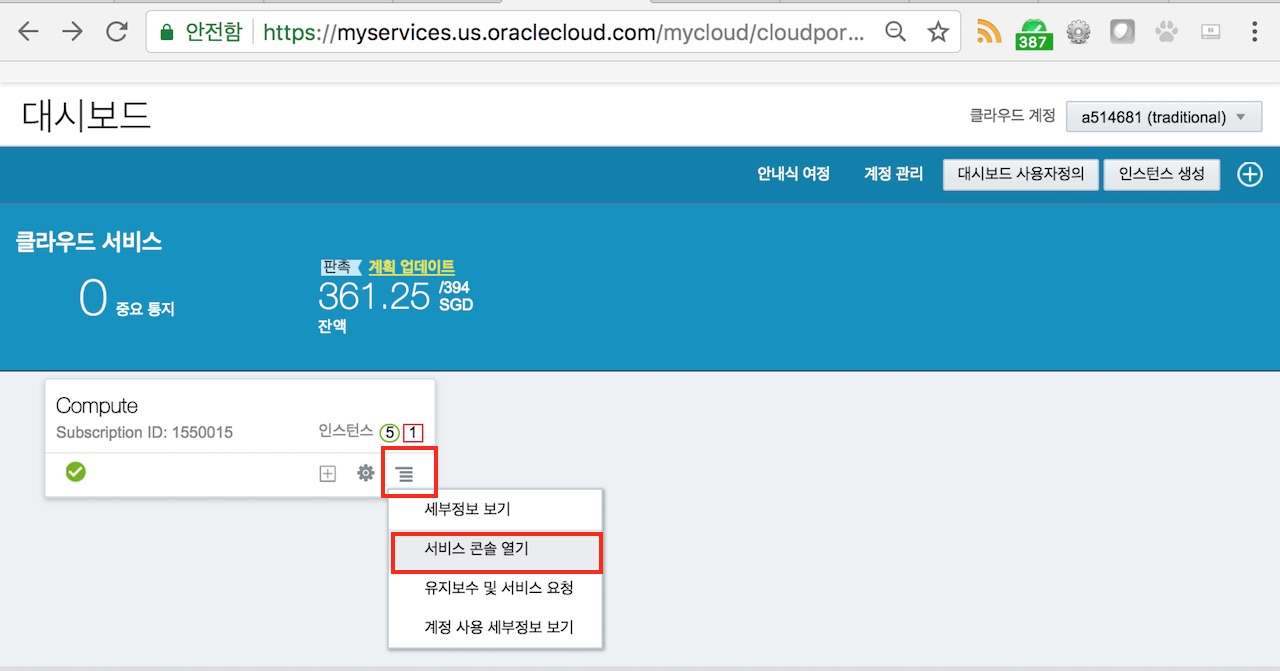 안전함 https://myservices.us.oraclecloud.com/mycloud/cloudpor...
387
N
대시보드
클라우드 계정 a514681 (traditional)
안내식 여정 계정 관리 대시보드 사용자정의 인스턴스 생성
클라우드 서비스
0 중요 통지
판촉 계획 업데이트
361.25 /394 SGD
잔액
Compute
Subscription ID: 1550015 인스턴스 5 1
세부정보 보기
서비스 콘솔 열기
유지보수 및 서비스 요청
계정 사용 세부정보 보기